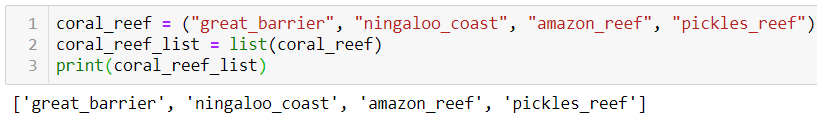 1 coral_reef = ("great_barrier", "ningaloo_coast", "amazon_reef", "pickles_reef")
2 coral_reef_list = list(coral_reef)
3 print(coral_reef_list)
['great_barrier', 'ningaloo_coast', 'amazon_reef', 'pickles_reef']